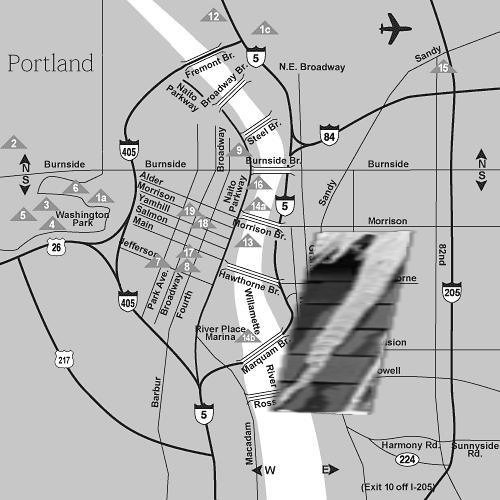 12
1c
5
Portland
Fremont Br.
Broadway Br.
Naito
Parkway
N.E. Broadway
Sandy
15
405
Broadway
Steel Br.
84
2
N
S
Burnside
Burnside
9
Burnside Br.
Burnside
N
S
Alder
Morrison
Yamhill
Salmon
Main
Jefferson
6
1a
5
3
4
Washington
Park
Naito
Parkway
16
14a
5
Sandy
19
18
Morrison Br.
Morrison
13
26
7
17
8
82nd
Hawthorne Br.
205
405
Park Ave.
Broadway
Fourth
Willamette
River
River Place
Marina
14b
Marquam Br.
217
Barbur
5
Macadam
Harmony Rd.
Sunnyside
Rd.
224
W
E
(Exit 10 off I-205)